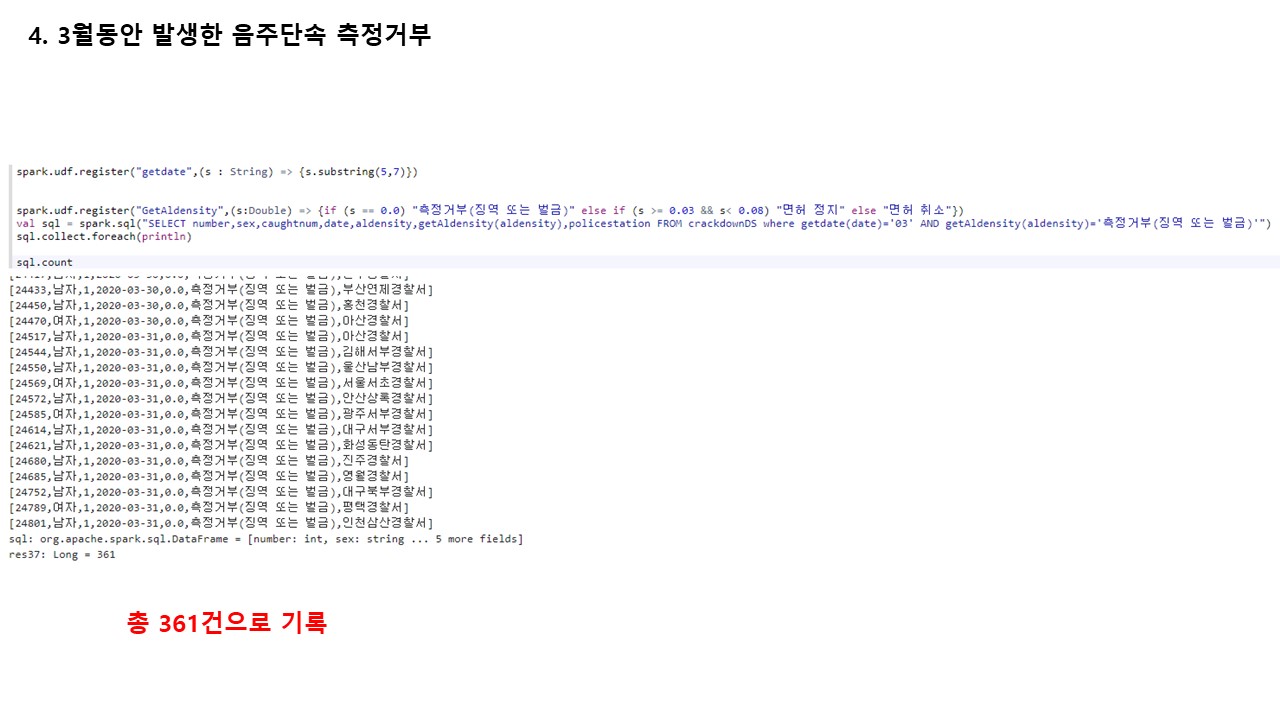 4. 3월동안 발생한 음주단속 측정거부
spark.udf.register("getdate",(s : String) => {s.substring(5,7)})
spark.udf.register("GetAldensity",(s:Double) => {if (s == 0.0) "측정거부(징역 또는 벌금)" else if (s >= 0.03 && s< 0.08) "면허 정지" else "면허 취소"})
val sql = spark.sql("SELECT number,sex,caughtnum,date,aldensity,getAldensity(aldensity),policestation FROM crackdownDS where getdate(date)='03' AND getAldensity(aldensity)='측정거부(징역 또는 벌금)'")
sql.collect.foreach(println)
sql.count
[24433,남자,1,2020-03-30,0.0,측정거부(징역 또는 벌금),부산연제경찰서]
[24450,남자,1,2020-03-30,0.0,측정거부(징역 또는 벌금),홍천경찰서]
[24470,여자,1,2020-03-30,0.0,측정거부(징역 또는 벌금),마산경찰서]
[24517,남자,1,2020-03-31,0.0,측정거부(징역 또는 벌금),마산경찰서]
[24544,남자,1,2020-03-31,0.0,측정거부(징역 또는 벌금),김해서부경찰서]
[24550,남자,1,2020-03-31,0.0,측정거부(징역 또는 벌금),울산남부경찰서]
[24569,여자,1,2020-03-31,0.0,측정거부(징역 또는 벌금),서울서초경찰서]
[24572,남자,1,2020-03-31,0.0,측정거부(징역 또는 벌금),안산상록경찰서]
[24585,여자,1,2020-03-31,0.0,측정거부(징역 또는 벌금),광주서부경찰서]
[24614,남자,1,2020-03-31,0.0,측정거부(징역 또는 벌금),대구서부경찰서]
[24621,남자,1,2020-03-31,0.0,측정거부(징역 또는 벌금),화성동탄경찰서]
[24680,남자,1,2020-03-31,0.0,측정거부(징역 또는 벌금),진주경찰서]
[24685,남자,1,2020-03-31,0.0,측정거부(징역 또는 벌금),영월경찰서]
[24752,남자,1,2020-03-31,0.0,측정거부(징역 또는 벌금),대구북부경찰서]
[24789,여자,1,2020-03-31,0.0,측정거부(징역 또는 벌금),평택경찰서]
[24801,남자,1,2020-03-31,0.0,측정거부(징역 또는 벌금),인천삼산경찰서]
sql: org.apache.spark.sql.DataFrame = [number: int, sex: string ... 5 more fields]
res37: Long = 361
총 361건으로 기록